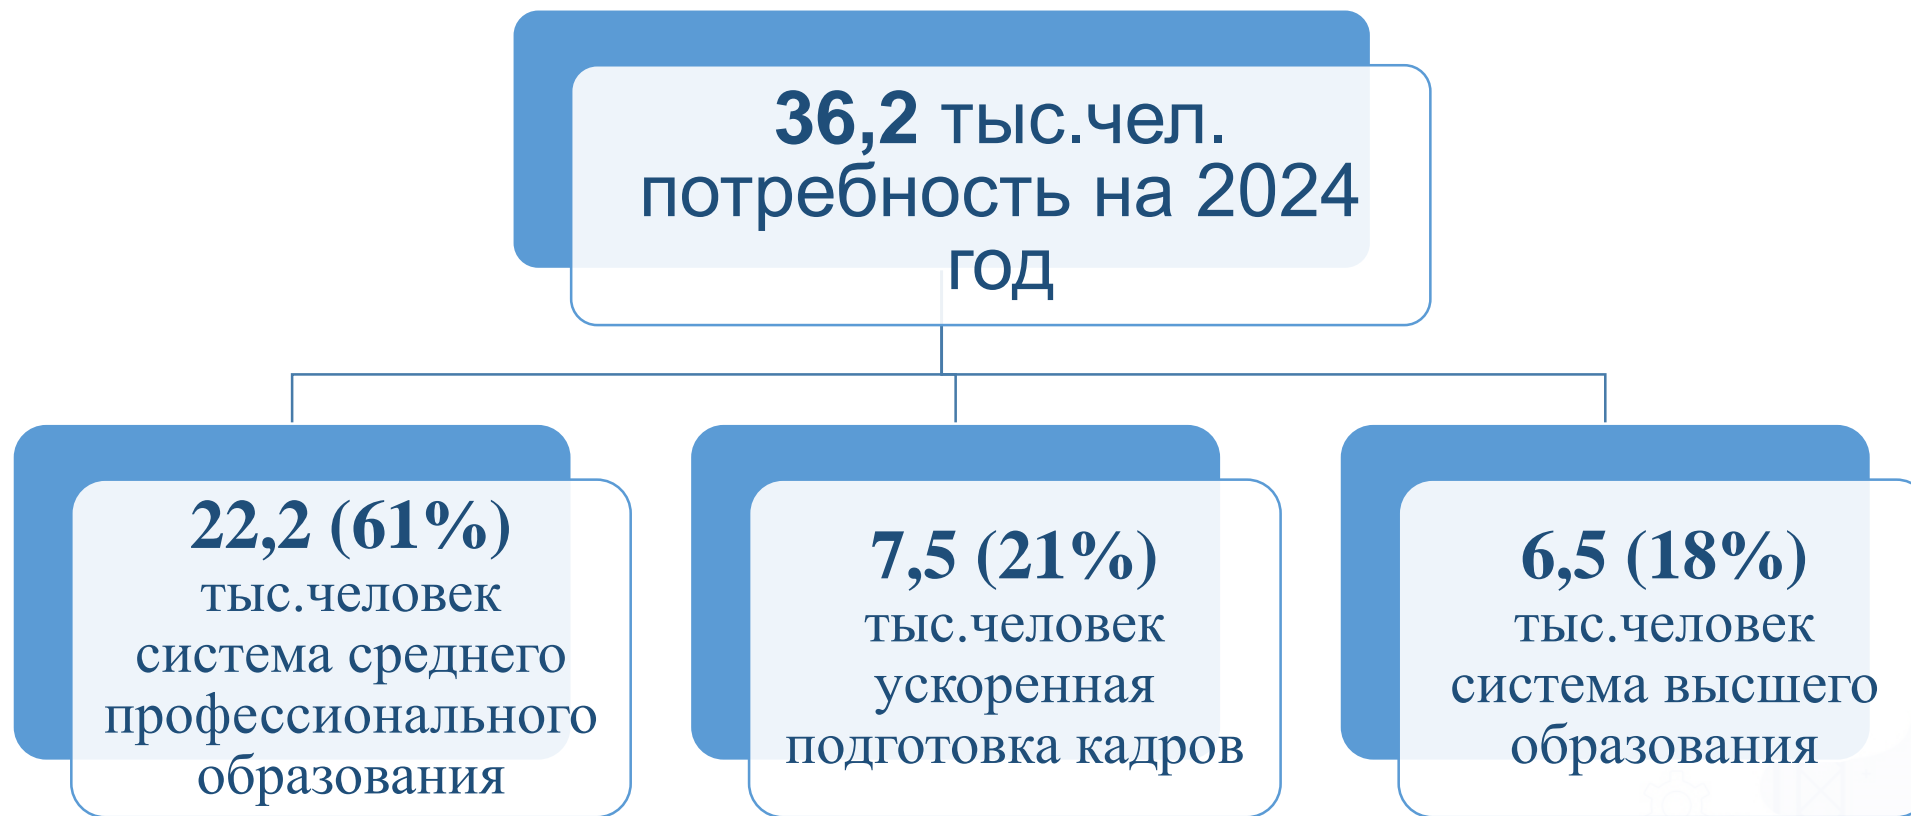 36,2 тыс.чел.
потребность на 2024
год
22,2 (61%)
тыс.человек
система среднего
профессионального
образования
7,5 (21%)
тыс.человек
ускоренная
подготовка кадров
6,5 (18%)
тыс.человек
система высшего
образования